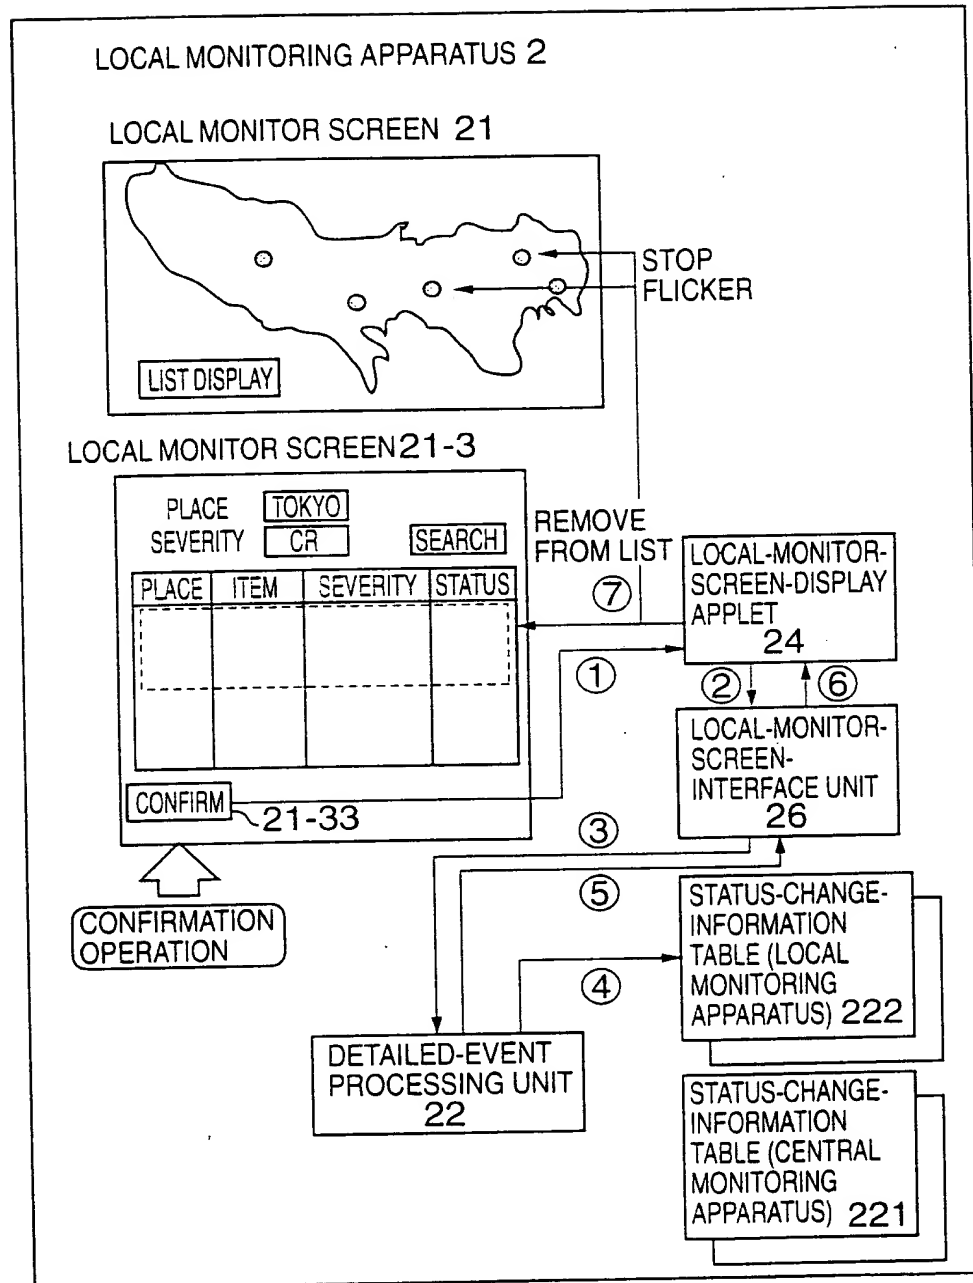 LOCAL MONITORING APPARATUS 2
LOCAL MONITOR SCREEN 21
STOP
FLICKER
LIST DISPLAY
LOCAL MONITOR SCREEN 21-3
PLACE TOKYO
SEVERITY CR SEARCH
PLACE ITEM SEVERITY STATUS
CONFIRM
21-33
CONFIRMATION
OPERATION
REMOVE
FROM LIST
⑦
①
LOCAL-MONITOR-
SCREEN-DISPLAY
APPLET
24
② ⑥
LOCAL-MONITOR-
SCREEN-
INTERFACE UNIT
26
③
⑤
④
STATUS-CHANGE-
INFORMATION
TABLE (LOCAL
MONITORING
APPARATUS) 222
DETAILED-EVENT
PROCESSING UNIT
22
STATUS-CHANGE-
INFORMATION
TABLE (CENTRAL
MONITORING
APPARATUS) 221